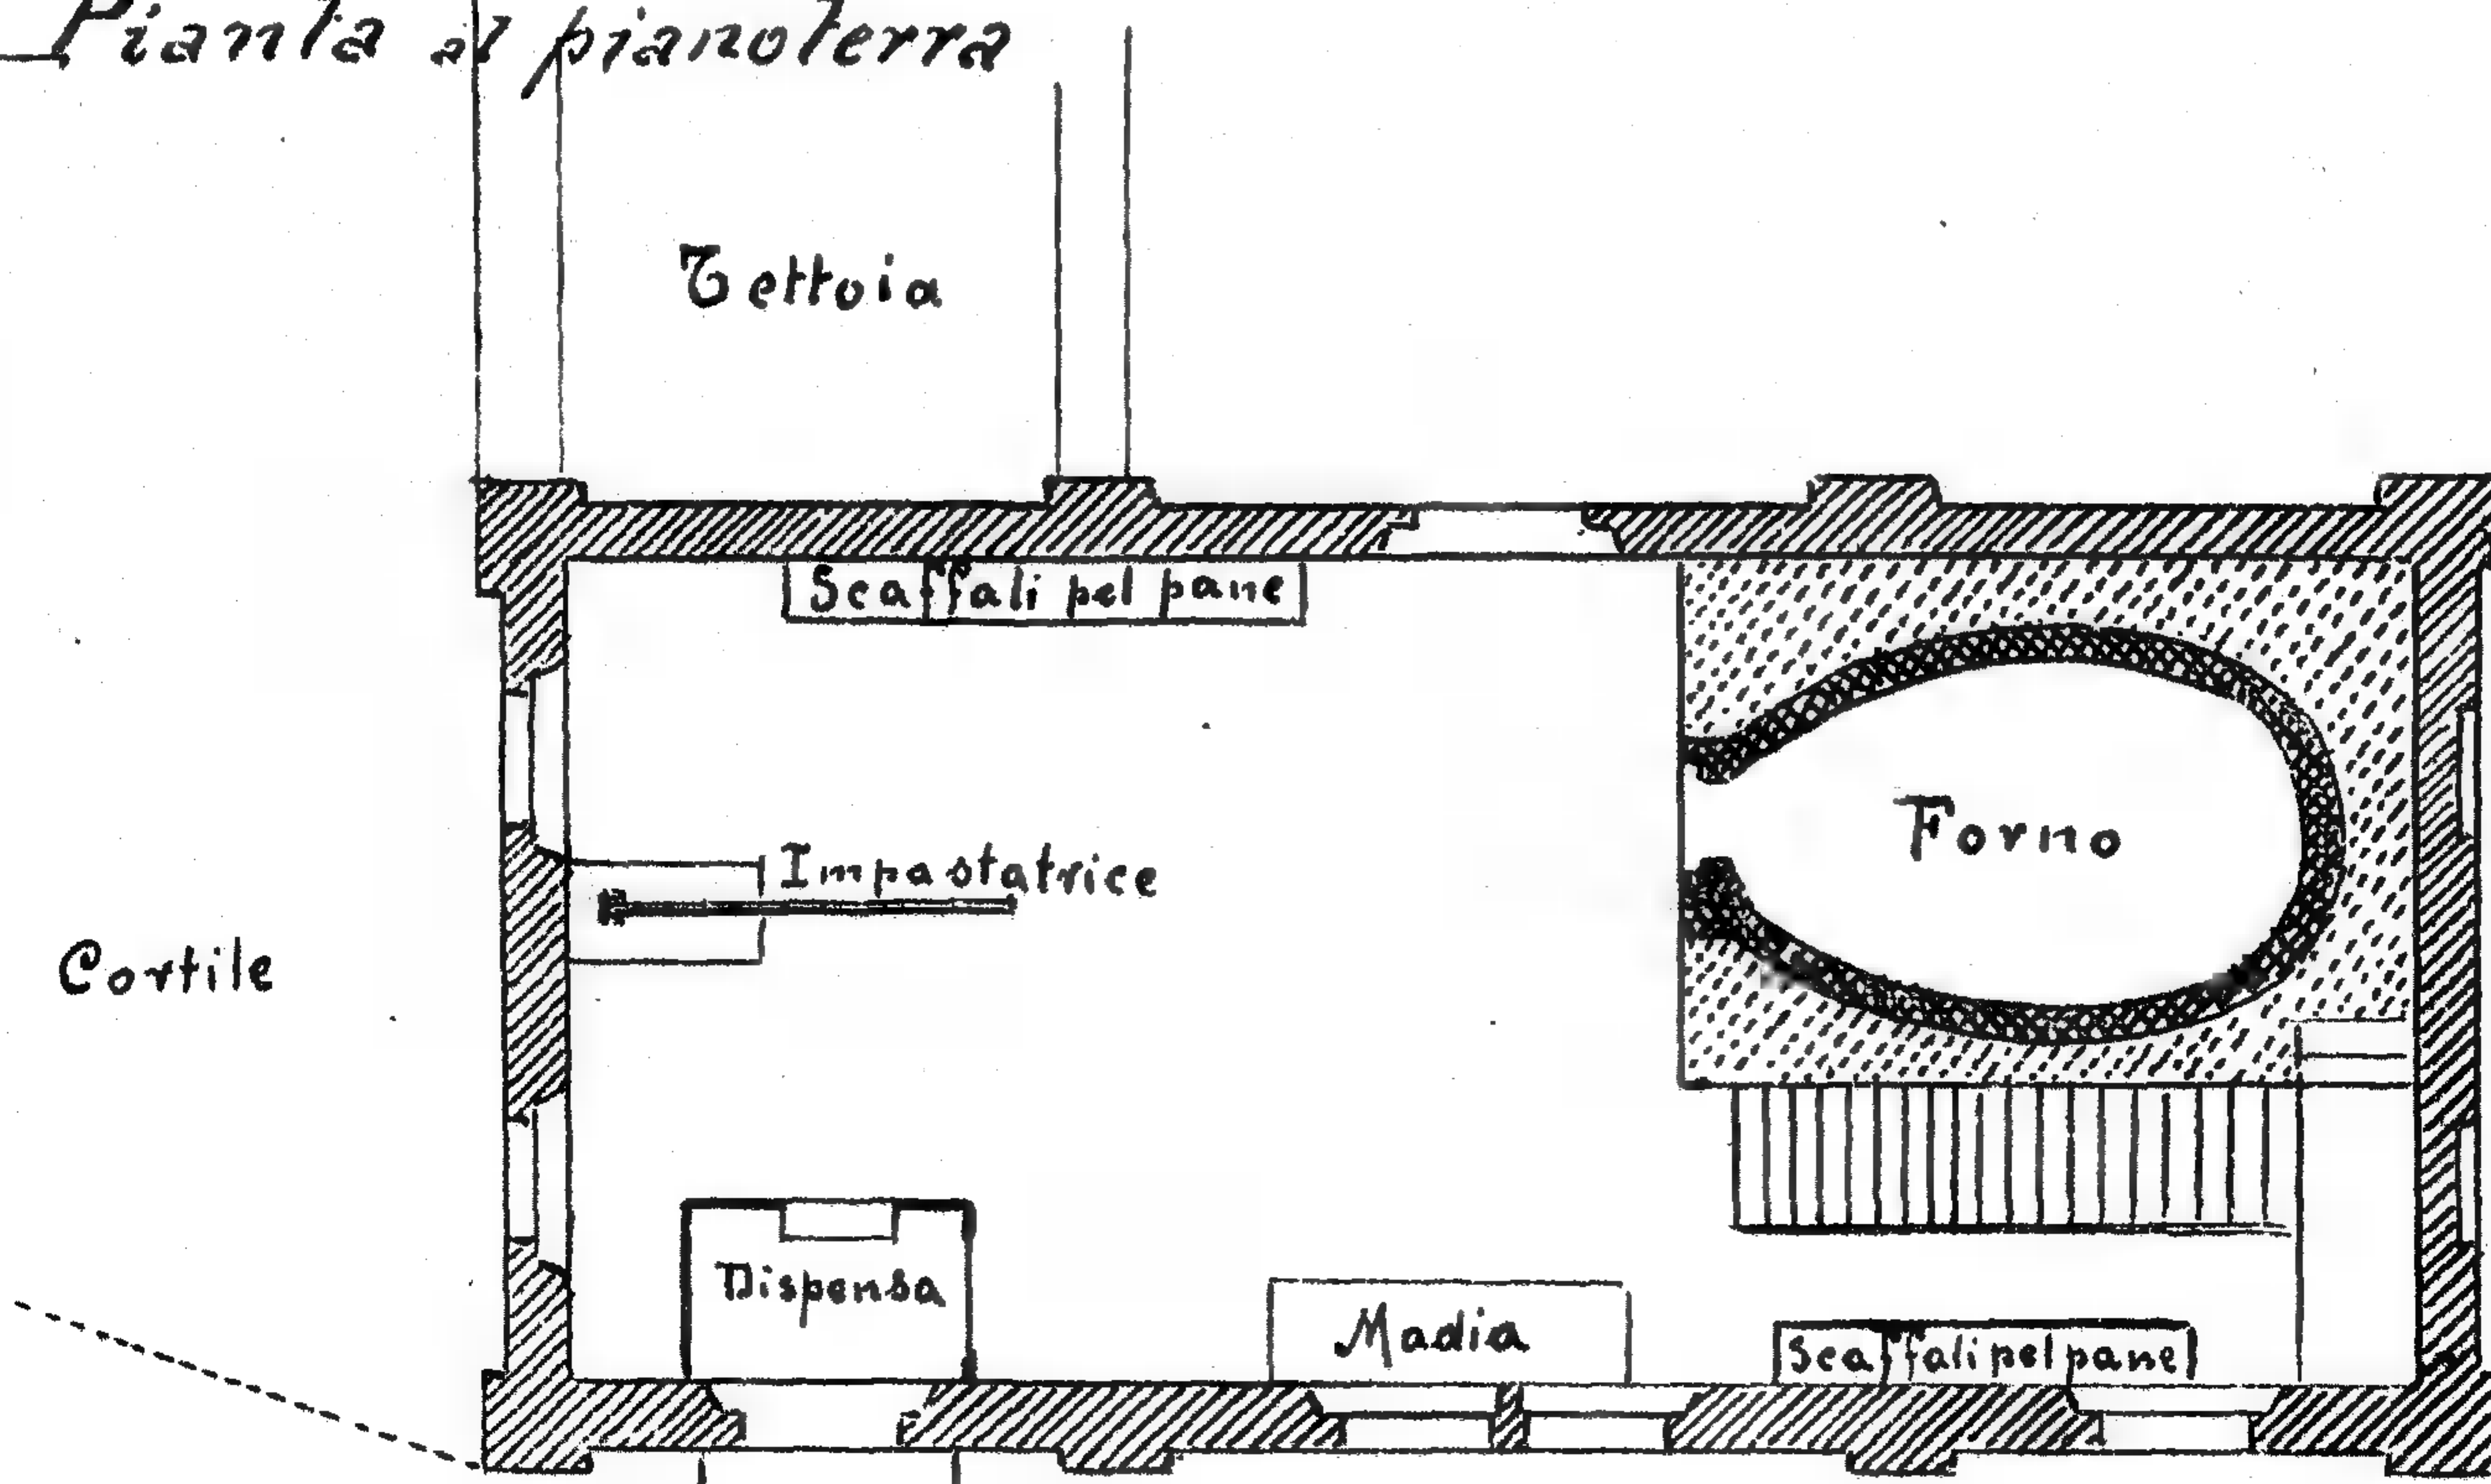 Pianta al pianoterra
Tettoia
Scaffali pel pane
Forno
Impastatrice
Cortile
Dispensa
Madia
Scaffali pel pane